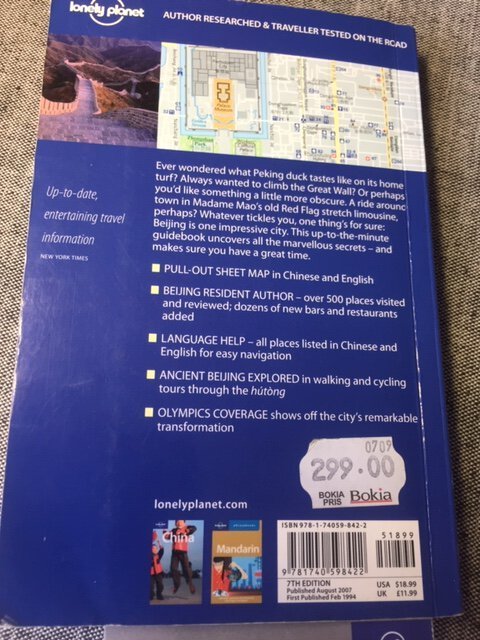 lonely planet
AUTHOR RESEARCHED & TRAVELLER TESTED ON THE ROAD
Palace
Museum
Ever wondered what Peking duck tastes like on its home
turf? Always wanted to climb the Great Wall? Or perhaps
you'd like something a little more obscure. A ride around
town in Madame Mao's old Red Flag stretch limousine,
perhaps? Whatever tickles you, one thing's for sure:
Beijing is one impressive city. This up-to-the-minute
guidebook uncovers all the marvellous secrets – and
makes sure you have a great time.
Up-to-date,
entertaining travel
information
NEW YORK TIMES
PULL-OUT SHEET MAP in Chinese and English
BEIJING RESIDENT AUTHOR – over 500 places visited
and reviewed; dozens of new bars and restaurants
added
LANGUAGE HELP – all places listed in Chinese and
English for easy navigation
ANCIENT BEIJING EXPLORED in walking and cycling
tours through the hútòng
OLYMPICS COVERAGE shows off the city's remarkable
transformation
0709
299.00
BOKIA
PRIS
Bokia
lonelyplanet.com
China
Mandarin
ISBN 978-1-74059-842-2
51899
9 781740 598422
7TH EDITION
Published August 2007
First Published Feb 1994
USA $18.99
UK £11.99